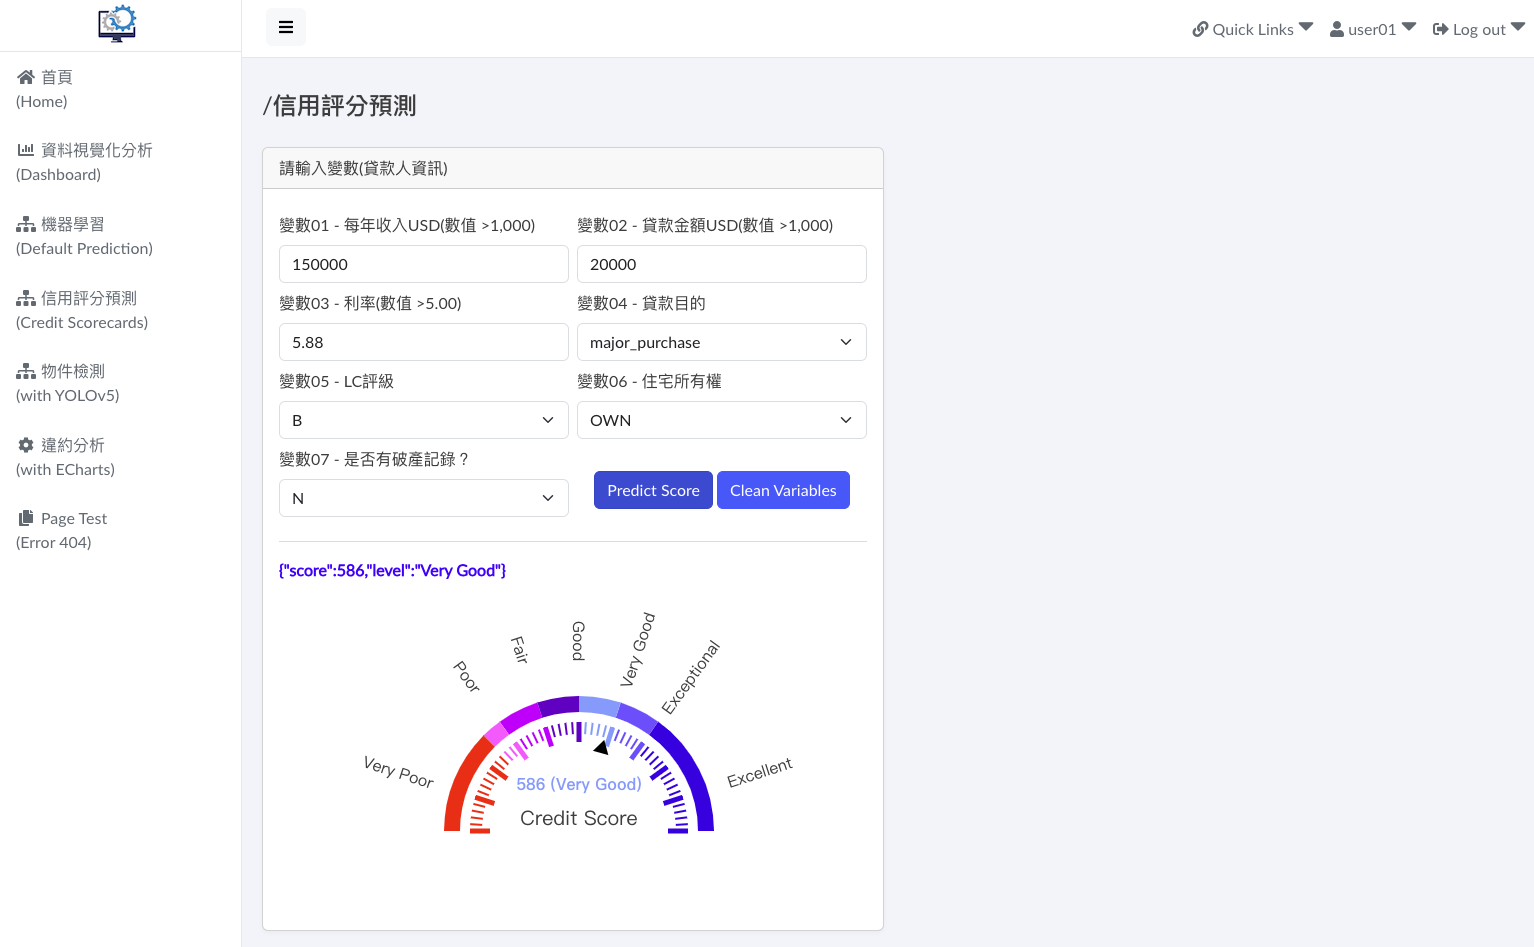 Quick Links
user01
Log out
首頁
(Home)
資料視覺化分析
(Dashboard)
機器學習
(Default Prediction)
信用評分預測
(Credit Scorecards)
物件檢測
(with YOLOv5)
違約分析
(with ECharts)
Page Test
(Error 404)
/信用評分預測
請輸入變數(貸款人資訊)
變數01 - 每年收入USD(數值 >1,000)
150000
變數02 - 貸款金額USD(數值 >1,000)
20000
變數03 - 利率(數值 >5.00)
5.88
變數04 - 貸款目的
major_purchase
變數05 - LC評級
B
變數06 - 住宅所有權
OWN
變數07 - 是否有破產記錄？
N
Predict Score
Clean Variables
{"score":586,"level":"Very Good"}
Very Poor
Poor
Fair
Good
Very Good
Exceptional
Excellent
586 (Very Good)
Credit Score